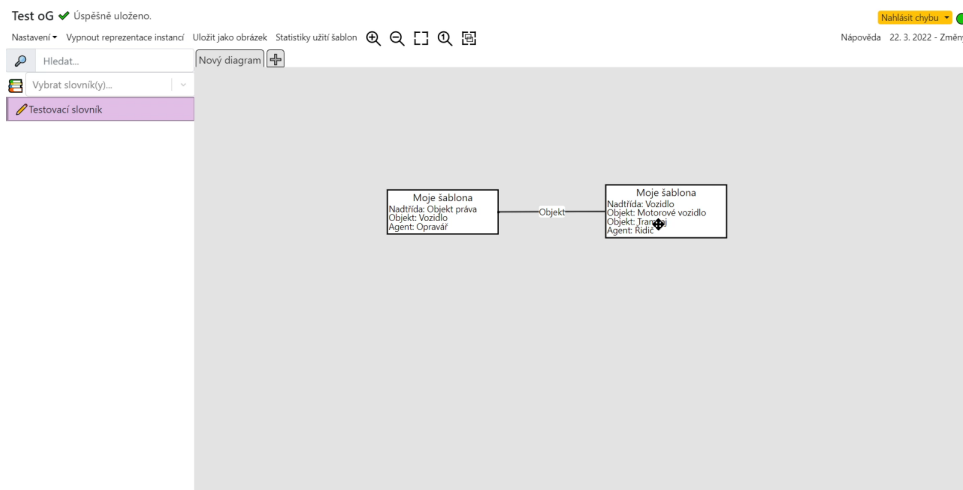 Test oG ✔ Úspěšně uloženo.
Nahlásit chybu
Nastavení Vypnout reprezentace instancí Uložit jako obrázek Statistiky užití šablon
Nápověda 22. 3. 2022 - Změny
Hledat...
Nový diagram
Vybrat slovník(y)...
Testovací slovník
Moje šablona
Nadtřída: Objekt práva
Objekt: Vozidlo
Agent: Opravář
Objekt
Moje šablona
Nadtřída: Vozidlo
Objekt: Motorové vozidlo
Objekt:
Agent: Řidič